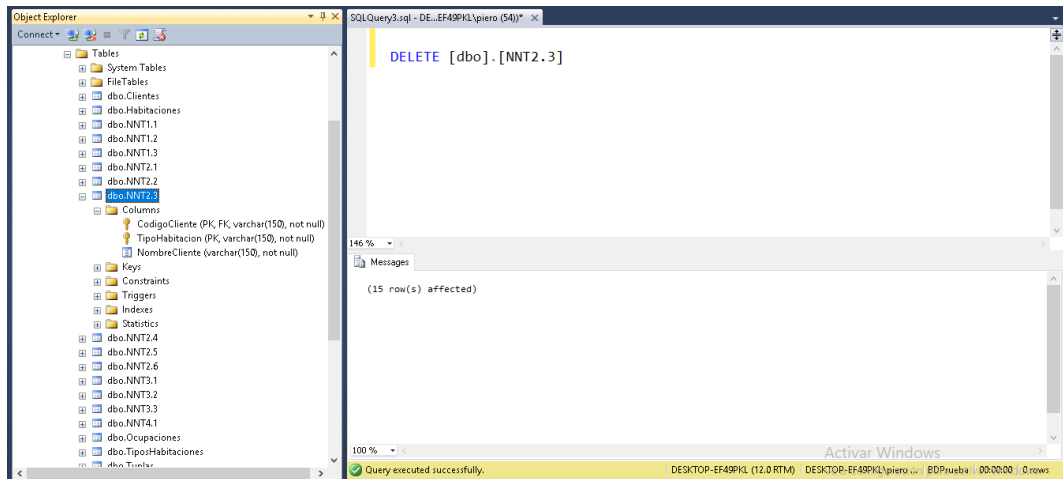 Object Explorer
Connect
Tables
System Tables
FileTables
dbo.Clientes
dbo.Habitaciones
dbo.NNT1.1
dbo.NNT1.2
dbo.NNT1.3
dbo.NNT2.1
dbo.NNT2.2
dbo.NNT2.3
Columns
CodigoCliente (PK, FK, varchar(150), not null)
TipoHabitacion (PK, varchar(150), not null)
NombreCliente (varchar(150), not null)
Keys
Constraints
Triggers
Indexes
Statistics
dbo.NNT2.4
dbo.NNT2.5
dbo.NNT2.6
dbo.NNT3.1
dbo.NNT3.2
dbo.NNT3.3
dbo.NNT4.1
dbo.Ocupaciones
dbo.TiposHabitaciones
dbo.Tuplas
SQLQuery3.sql - DE...EF49PKL\piero (54))*
DELETE [dbo].[NNT2.3]
146 %
Messages
(15 row(s) affected)
100 %
Activar Windows
Query executed successfully.
DESKTOP-EF49PKL (12.0 RTM)
DESKTOP-EF49PKL\piero ...
BDPrueba
00:00:00
0 rows